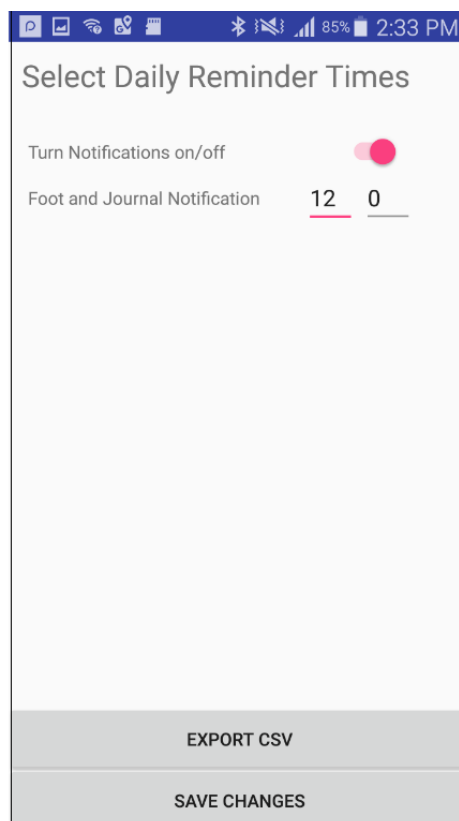 85% 2:33 PM
Select Daily Reminder Times
Turn Notifications on/off
Foot and Journal Notification 12 0
EXPORT CSV
SAVE CHANGES